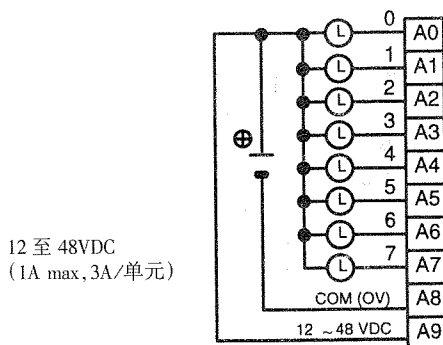 0 A0
L
1 A1
L
2 A2
L
3 A3
L
4 A4
L
5 A5
L
6 A6
L
7 A7
L
COM (OV) A8
12 ~48 VDC A9
12 至 48VDC
(1A max,3A/单元)